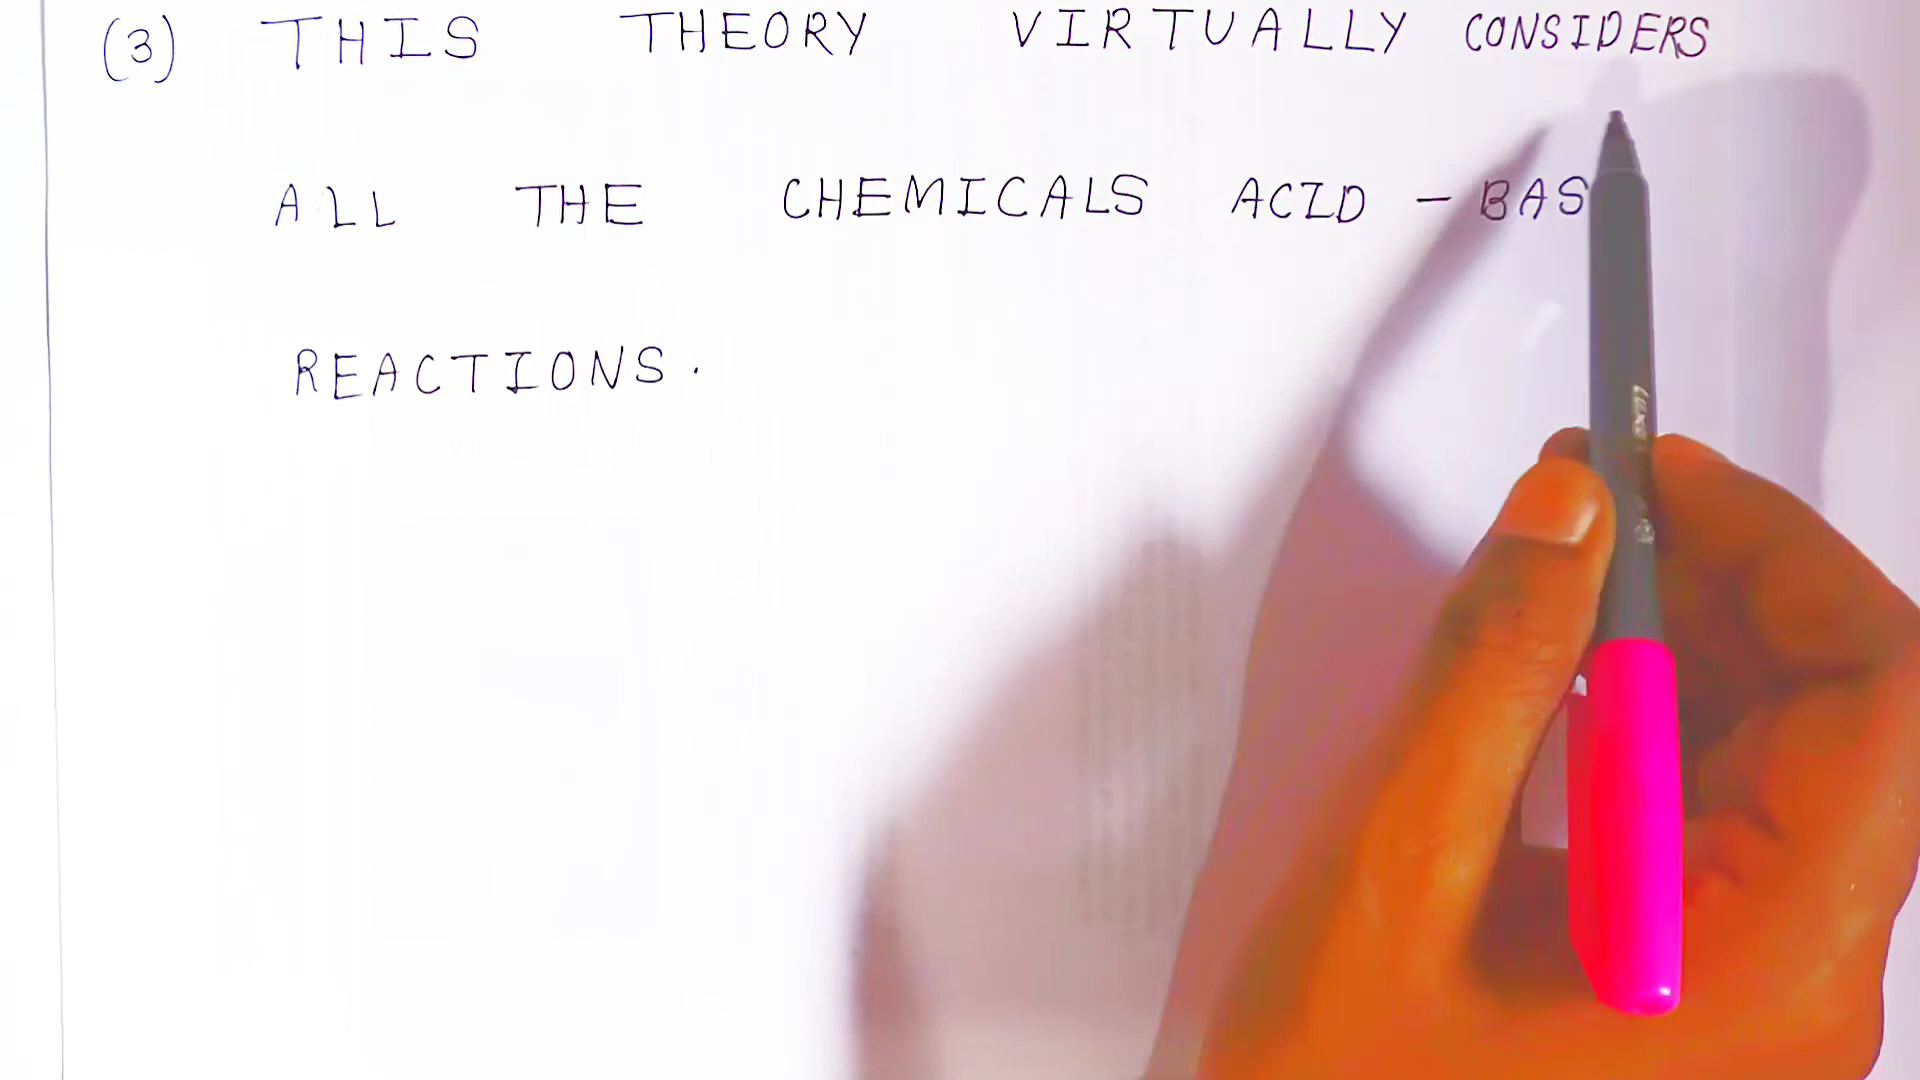 (3) THIS THEORY VIRTUALLY CONSIDERS
ALL THE CHEMICALS ACID - BAS
REACTIONS.